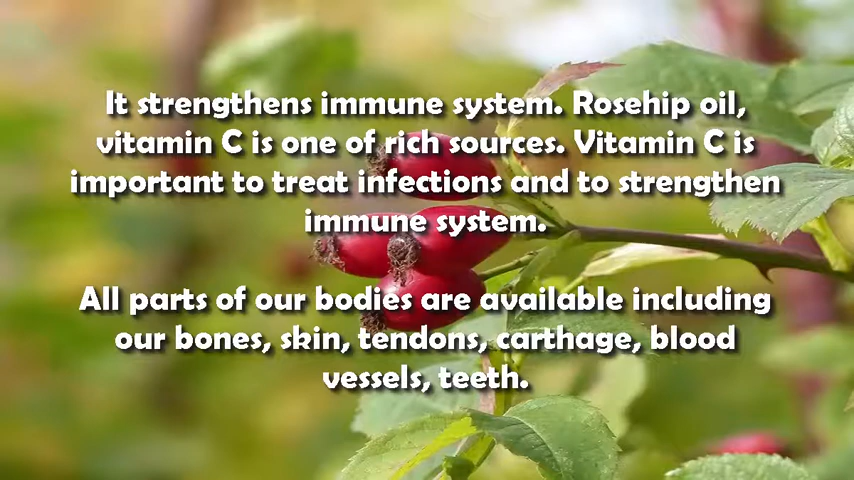 It strengthens immune system. Rosehip oil,
vitamin C is one of rich sources. Vitamin C is
important to treat infections and to strengthen
immune system.
All parts of our bodies are available including
our bones, skin, tendons, carthage, blood
vessels, teeth.